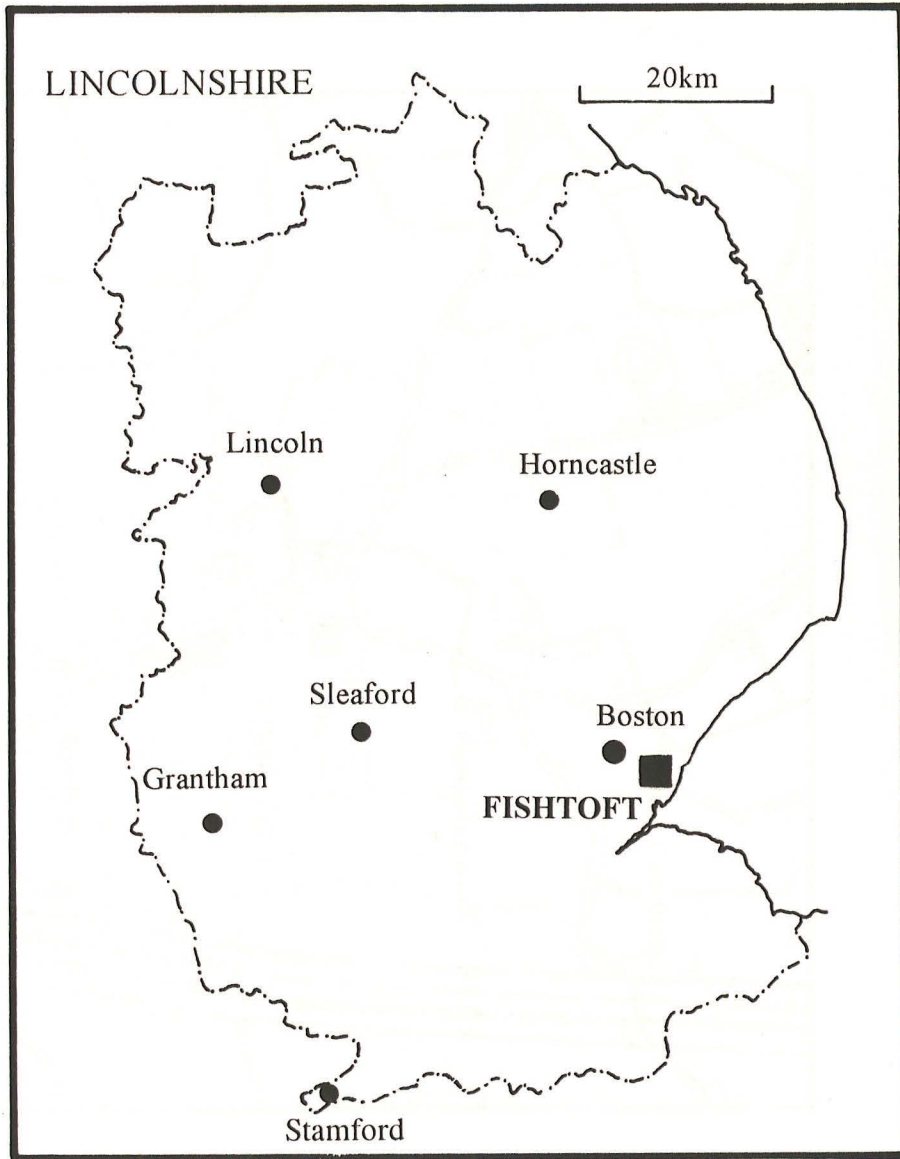 LINCOLNSHIRE
20km
Lincoln
Horncastle
Sleaford
Boston
Grantham
FISHTOFT
Stamford